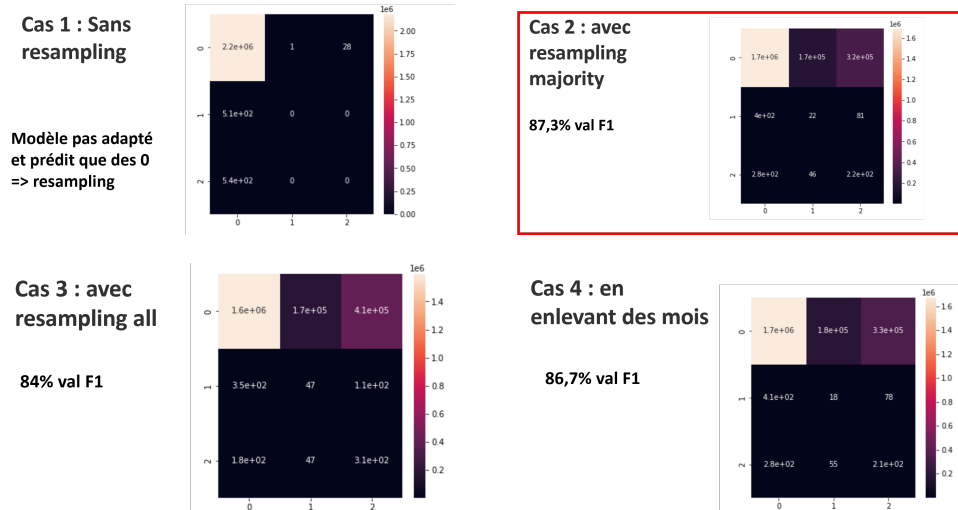 Cas 1 : Sans
resampling
Modèle pas adapté
et prédit que des 0
=> resampling
1e6
0
2.2e+06
1
28
1
5.1e+02
0
0
2
5.4e+02
0
0
0
1
2
2.00
1.75
1.50
1.25
1.00
0.75
0.50
0.25
0.00
Cas 2 : avec
resampling
majority
87,3% val F1
1e6
0
1.7e+06
1.7e+05
3.2e+05
1
4e+02
22
81
2
2.8e+02
46
2.2e+02
0
1
2
1.6
1.4
1.2
1.0
0.8
0.6
0.4
0.2
Cas 3 : avec
resampling all
84% val F1
1e6
0
1.6e+06
1.7e+05
4.1e+05
1
3.5e+02
47
1.1e+02
2
1.8e+02
47
3.1e+02
0
1
2
1.4
1.2
1.0
0.8
0.6
0.4
0.2
Cas 4 : en
enlevant des mois
86,7% val F1
1e6
0
1.7e+06
1.8e+05
3.3e+05
1
4.1e+02
18
78
2
2.8e+02
55
2.1e+02
0
1
2
1.6
1.4
1.2
1.0
0.8
0.6
0.4
0.2